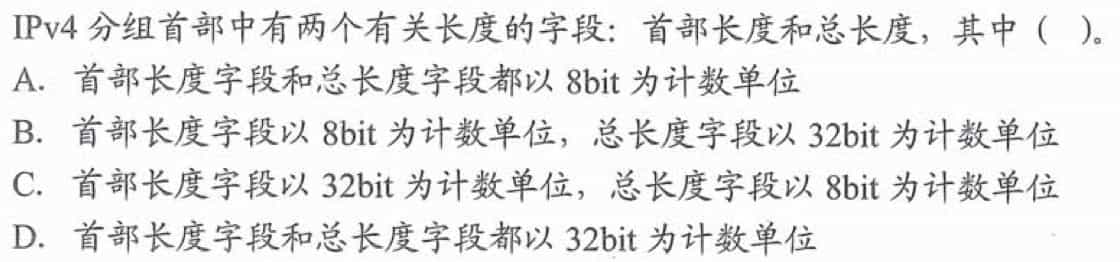 IPv4 分组首部中有两个有关长度的字段：首部长度和总长度，其中（ ）。
A. 首部长度字段和总长度字段都以 8bit 为计数单位
B. 首部长度字段以 8bit 为计数单位，总长度字段以 32bit 为计数单位
C. 首部长度字段以 32bit 为计数单位，总长度字段以 8bit 为计数单位
D. 首部长度字段和总长度字段都以 32bit 为计数单位